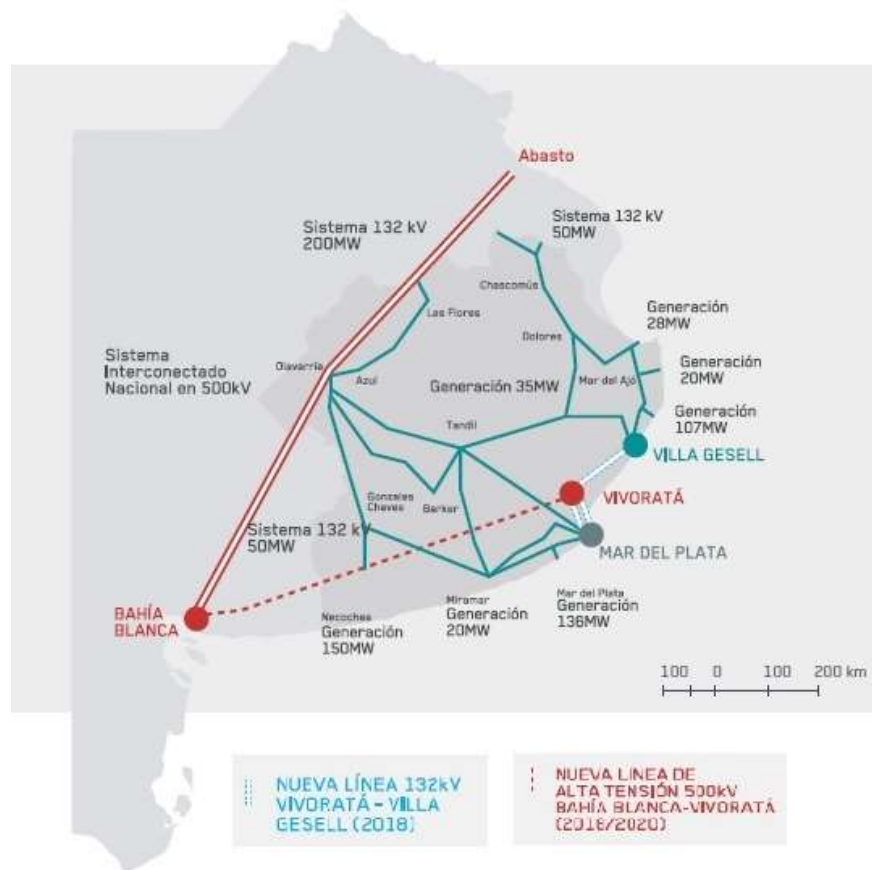 Abasto
Sistema 132 kV
200MW
Sistema 132 kV
50MW
Chascomús
Las Flores
Generación
28MW
Dolores
Sistema
Interconectado
Nacional en 500kV
Olavarría
Azul
Generación 35MW
Mar del Ajó
Generación
20MW
Generación
107MW
Tandil
VILLA GESELL
Gonzales
Chaves
Barker
VIVORATÁ
Sistema 132 kV
50MW
MAR DEL PLATA
BAHÍA
BLANCA
Necochea
Generación
150MW
Miramar
Generación
20MW
Mar del Plata
Generación
136MW
100 0 100 200 km
NUEVA LÍNEA 132kV
VIVORATÁ - VILLA
GESELL (2018)
NUEVA LINEA DE
ALTA TENSIÓN 500kV
BAHÍA BLANCA-VIVORATÁ
(2018/2020)